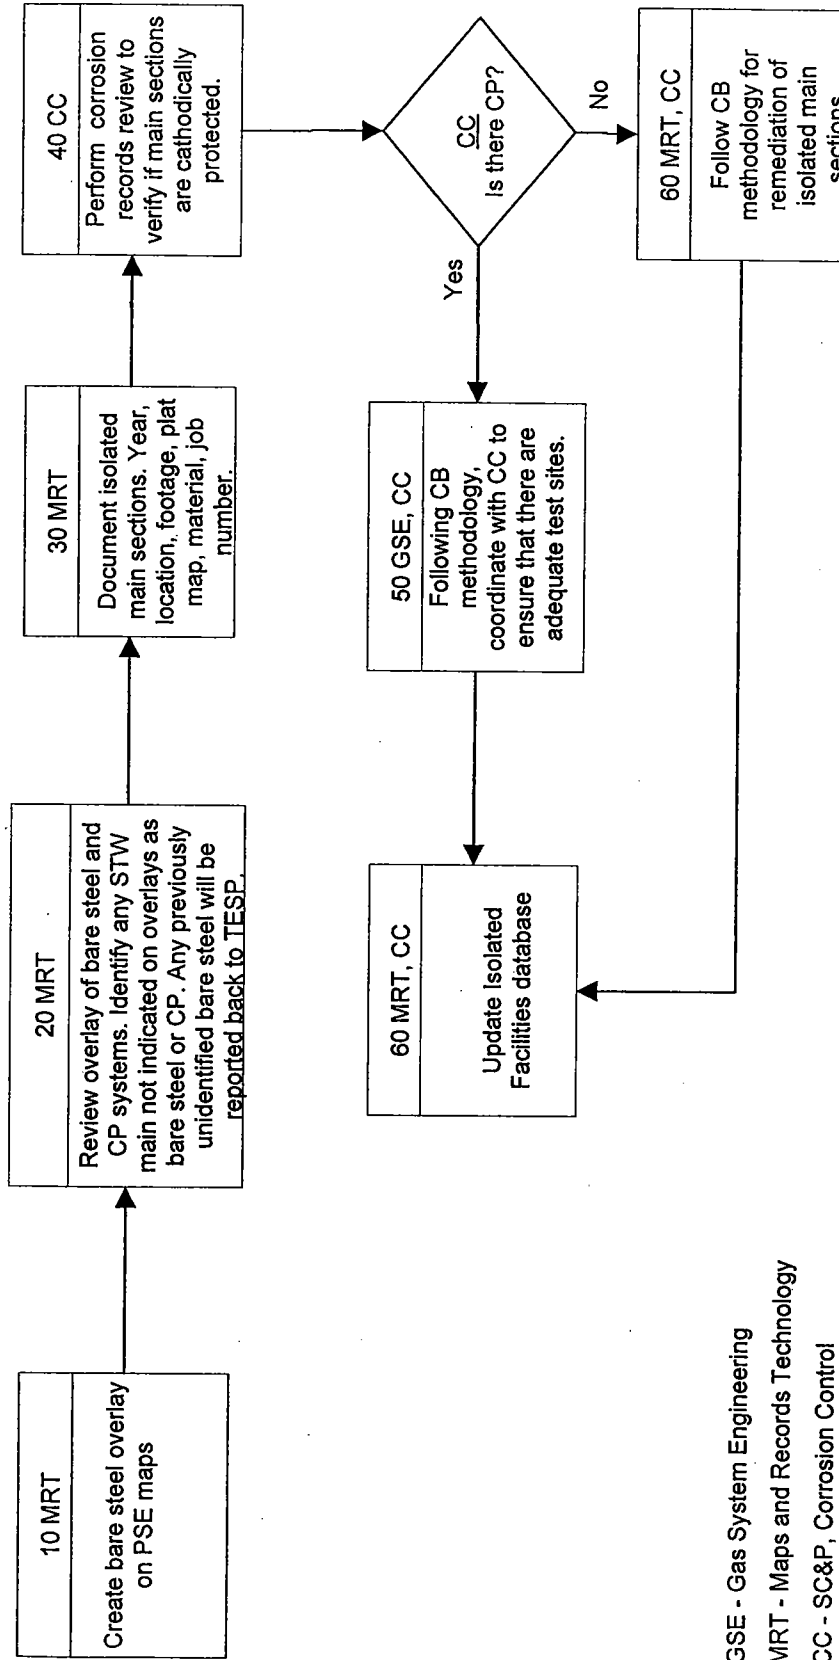 10 MRT
Create bare steel overlay
on PSE maps
20 MRT
Review overlay of bare steel and
CP systems. Identify any STW
main not indicated on overlays as
bare steel or CP. Any previously
unidentified bare steel will be
reported back to TESP.
30 MRT
Document isolated
main sections. Year,
location, footage, plat
map, material, job
number.
40 CC
Perform corrosion
records review to
verify if main sections
are cathodically
protected.
CC
Is there CP?
Yes
No
50 GSE, CC
Following CB
methodology,
coordinate with CC to
ensure that there are
adequate test sites.
60 MRT, CC
Follow CB
methodology for
remediation of
isolated main
sections
60 MRT, CC
Update Isolated
Facilities database
GSE - Gas System Engineering
MRT - Maps and Records Technology
CC - SC&P, Corrosion Control